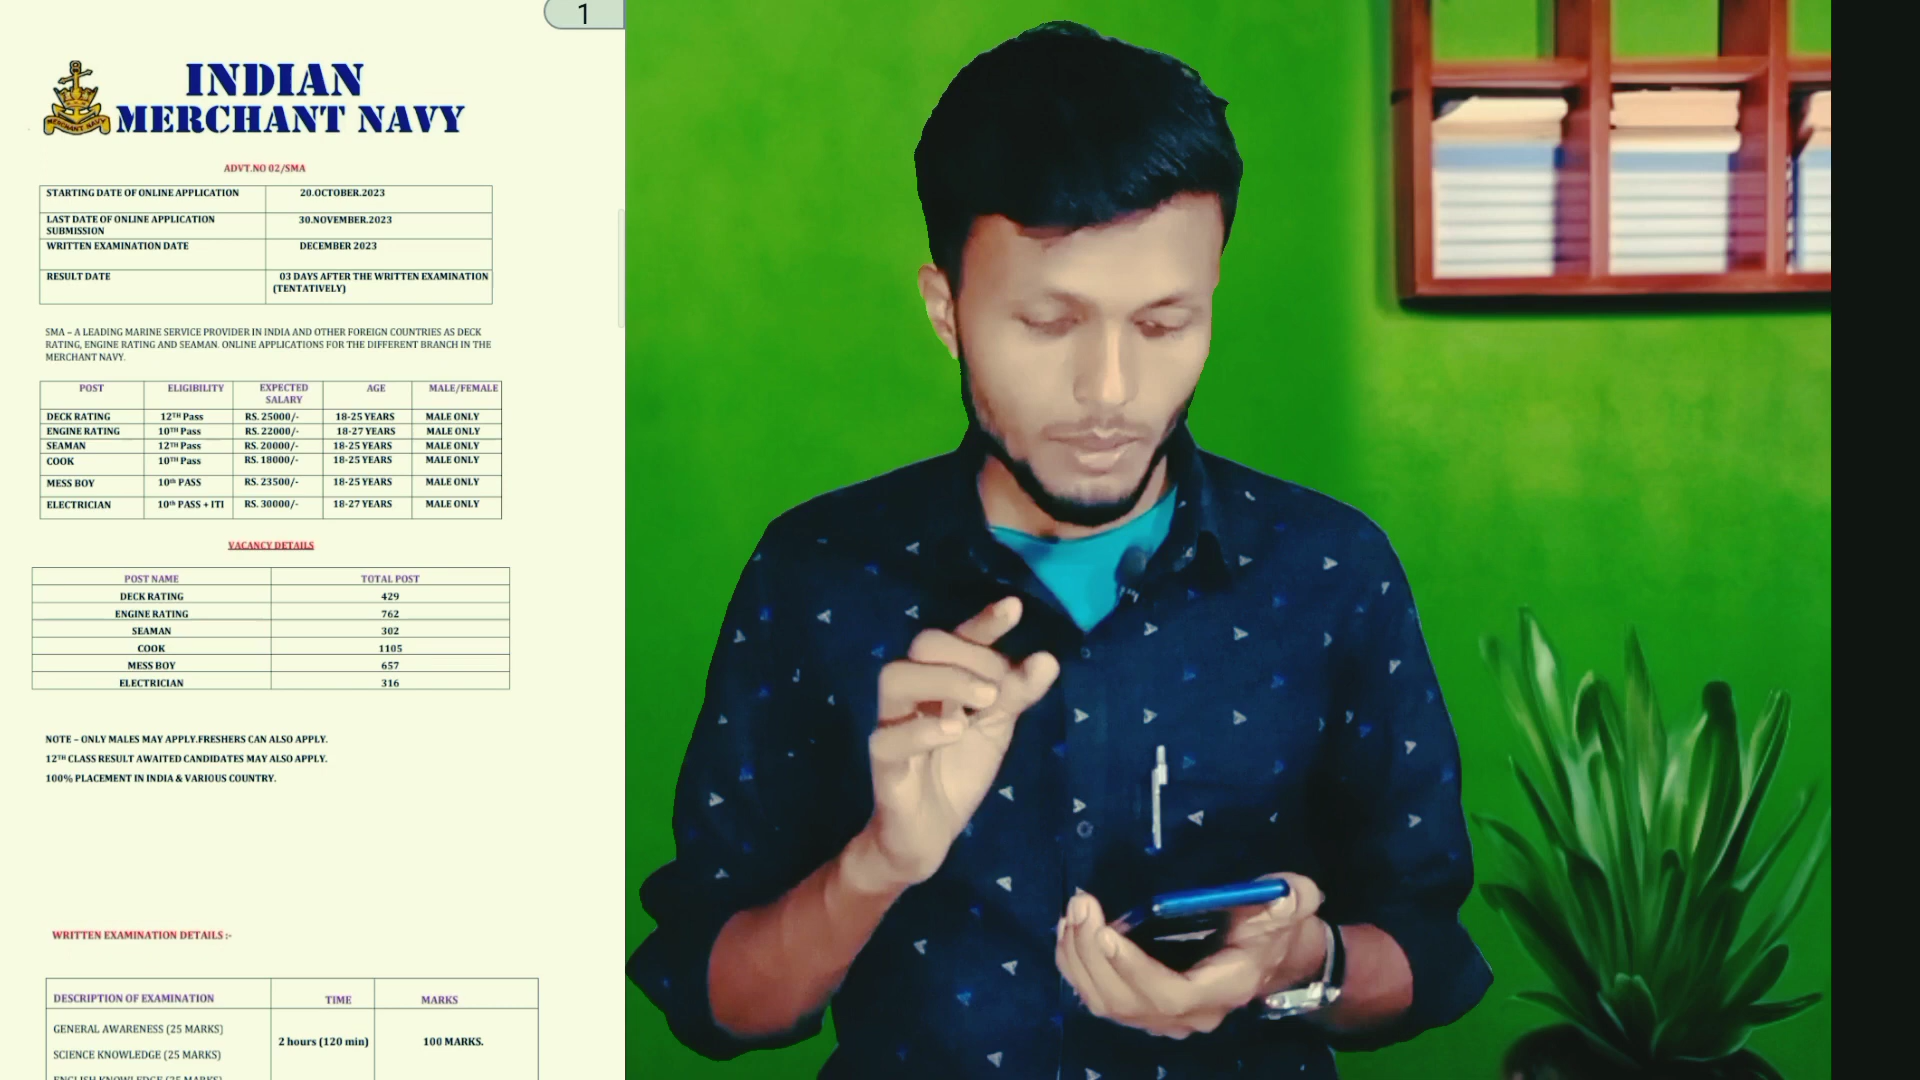 1
INDIAN
MERCHANT NAVY
MERCHANT NAVY
ADVT.NO 02/SMA
STARTING DATE OF ONLINE APPLICATION 20.OCTOBER.2023
LAST DATE OF ONLINE APPLICATION SUBMISSION 30.NOVEMBER.2023
WRITTEN EXAMINATION DATE DECEMBER 2023
RESULT DATE 03 DAYS AFTER THE WRITTEN EXAMINATION (TENTATIVELY)
SMA – A LEADING MARINE SERVICE PROVIDER IN INDIA AND OTHER FOREIGN COUNTRIES AS DECK
RATING, ENGINE RATING AND SEAMAN. ONLINE APPLICATIONS FOR THE DIFFERENT BRANCH IN THE
MERCHANT NAVY.
POST ELIGIBILITY EXPECTED SALARY AGE MALE/FEMALE
DECK RATING 12TH Pass RS. 25000/- 18-25 YEARS MALE ONLY
ENGINE RATING 10TH Pass RS. 22000/- 18-27 YEARS MALE ONLY
SEAMAN 12TH Pass RS. 20000/- 18-25 YEARS MALE ONLY
COOK 10TH Pass RS. 18000/- 18-25 YEARS MALE ONLY
MESS BOY 10th PASS RS. 23500/- 18-25 YEARS MALE ONLY
ELECTRICIAN 10th PASS + ITI RS. 30000/- 18-27 YEARS MALE ONLY
VACANCY DETAILS
POST NAME TOTAL POST
DECK RATING 429
ENGINE RATING 762
SEAMAN 302
COOK 1105
MESS BOY 657
ELECTRICIAN 316
NOTE – ONLY MALES MAY APPLY.FRESHERS CAN ALSO APPLY.
12TH CLASS RESULT AWAITED CANDIDATES MAY ALSO APPLY.
100% PLACEMENT IN INDIA & VARIOUS COUNTRY.
WRITTEN EXAMINATION DETAILS :-
DESCRIPTION OF EXAMINATION TIME MARKS
GENERAL AWARENESS (25 MARKS)
2 hours (120 min) 100 MARKS.
SCIENCE KNOWLEDGE (25 MARKS)
ENGLISH KNOWLEDGE (25 MARKS)